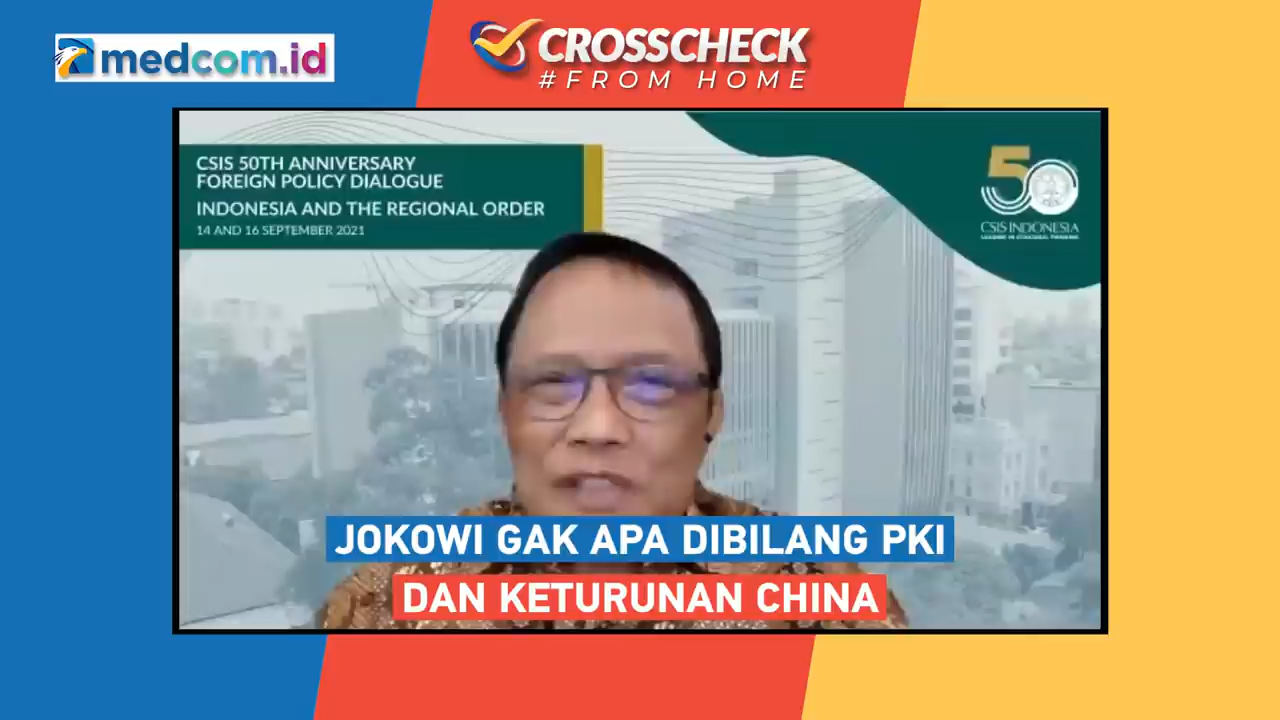 medcom.id
CROSSCHECK
#FROM HOME
CSIS 50TH ANNIVERSARY
FOREIGN POLICY DIALOGUE
INDONESIA AND THE REGIONAL ORDER
14 AND 16 SEPTEMBER 2021
50
CSIS INDONESIA
JOKOWI GAK APA DIBILANG PKI
DAN KETURUNAN CHINA